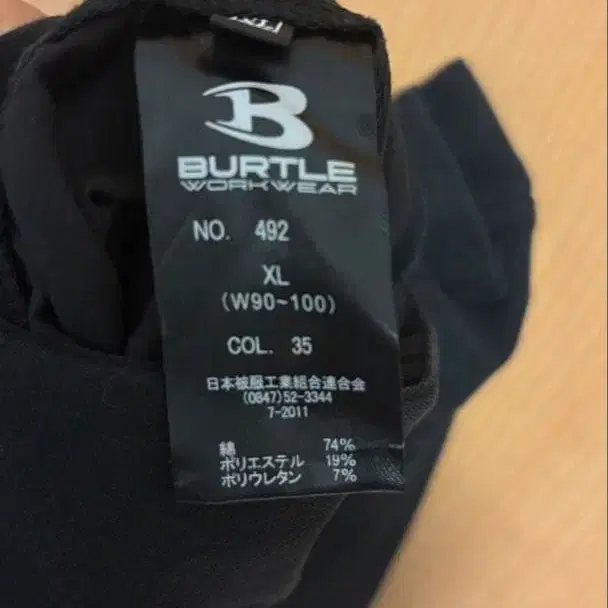 BURTLE
WORKWEAR
NO. 492
XL
(W90~100)
COL. 35
日本被服工業組合連合会
(0847)52-3344
7-2011
綿 74%
ポリエステル 19%
ポリウレタン 7%